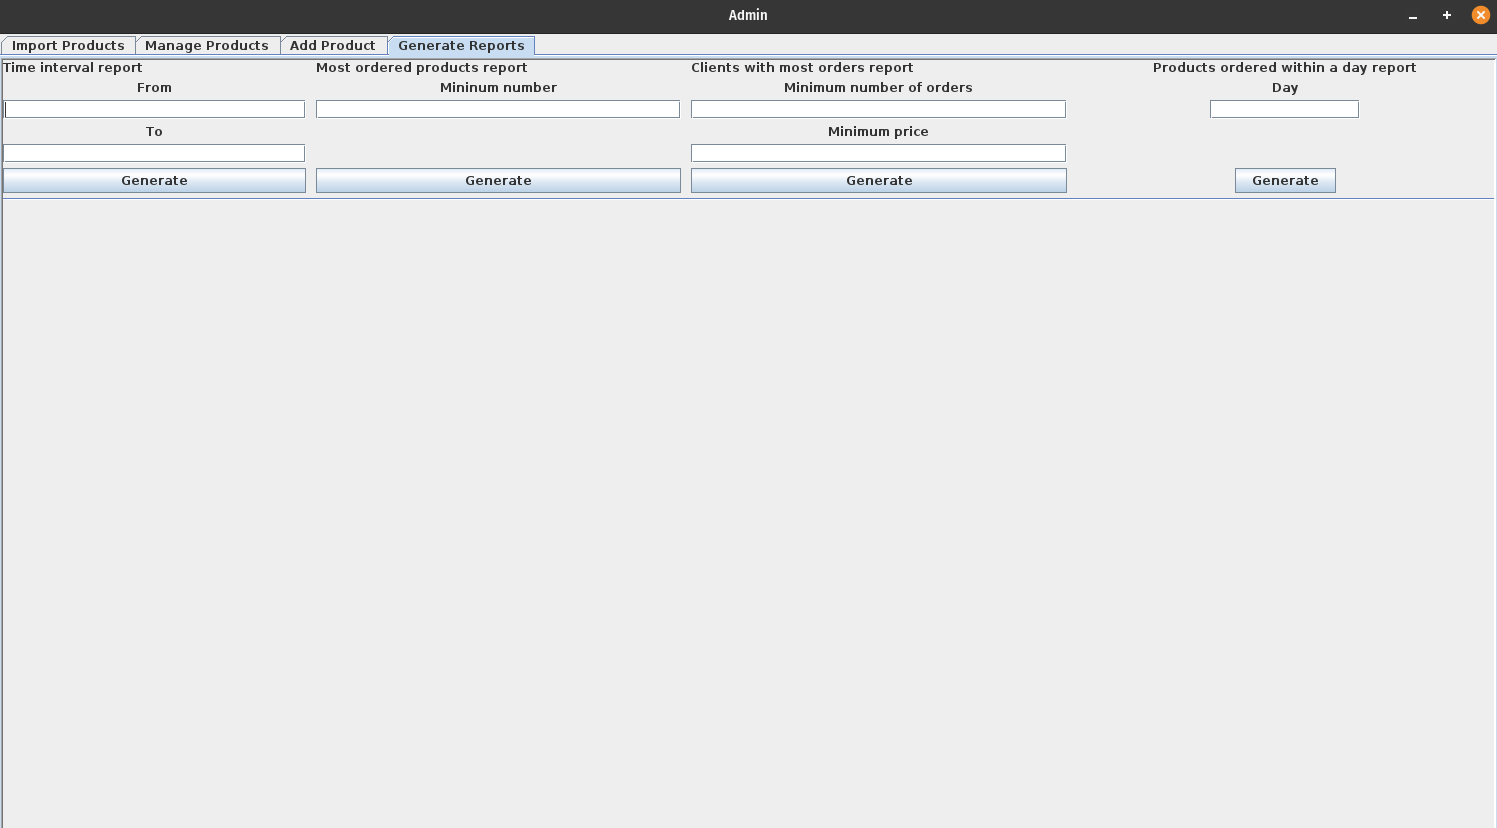 Admin
Import Products Manage Products Add Product Generate Reports
Time interval report Most ordered products report Clients with most orders report Products ordered within a day report
From Mininum number Minimum number of orders Day
To Minimum price
Generate Generate Generate Generate